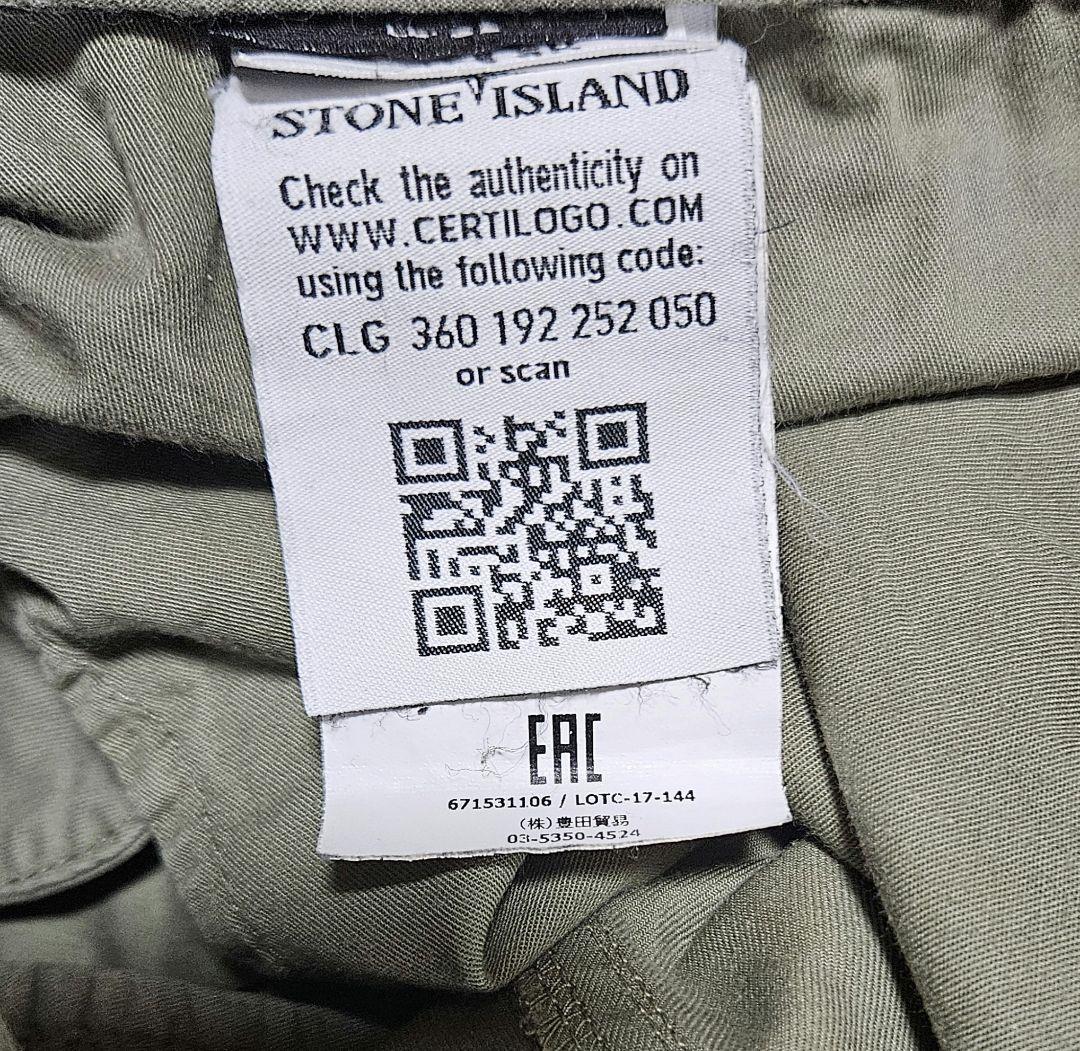 STONE ISLAND
Check the authenticity on
WWW.CERTILOGO.COM
using the following code:
CLG 360 192 252 050
or scan
EAC
671531106 / LOTC-17-144
(株)豊田貿易
03-5350-4524